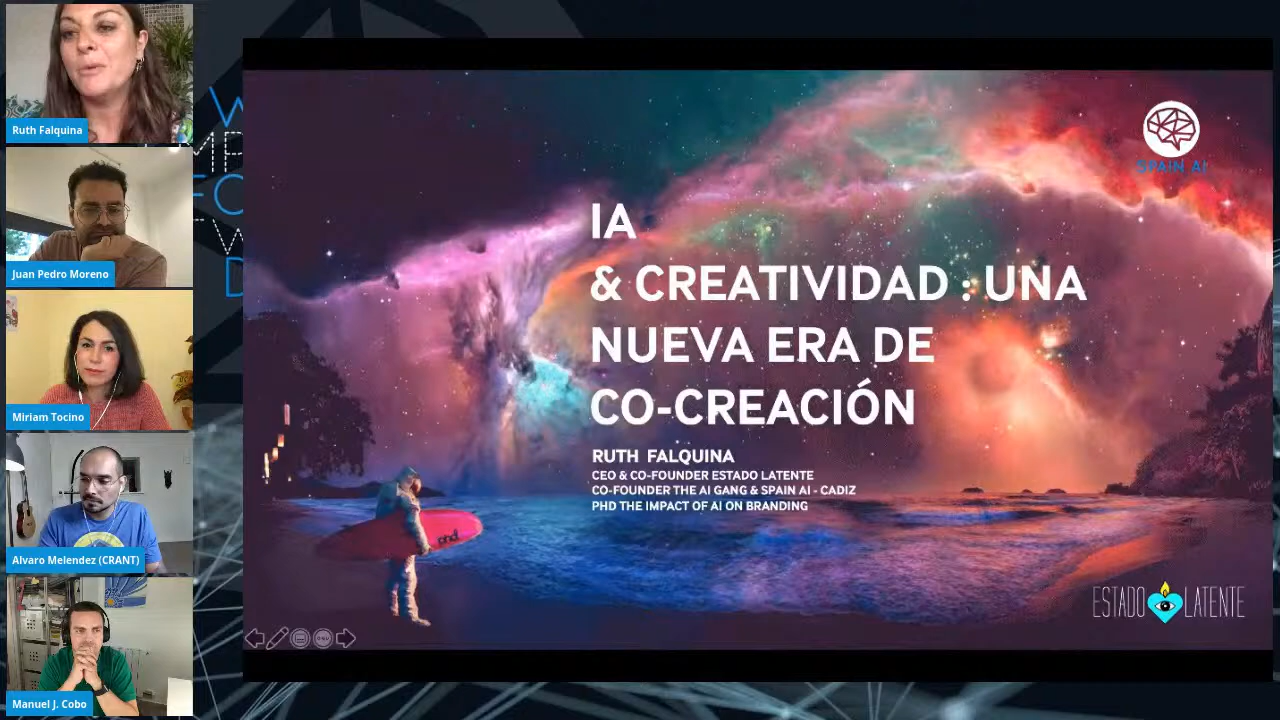 Ruth Falquina
Juan Pedro Moreno
Miriam Tocino
Alvaro Melendez (CRANT)
Manuel J. Cobo
SPAIN AI
IA
& CREATIVIDAD : UNA
NUEVA ERA DE
CO-CREACIÓN
RUTH FALQUINA
CEO & CO-FOUNDER ESTADO LATENTE
CO-FOUNDER THE AI GANG & SPAIN AI - CADIZ
PHD THE IMPACT OF AI ON BRANDING
ESTADO LATENTE